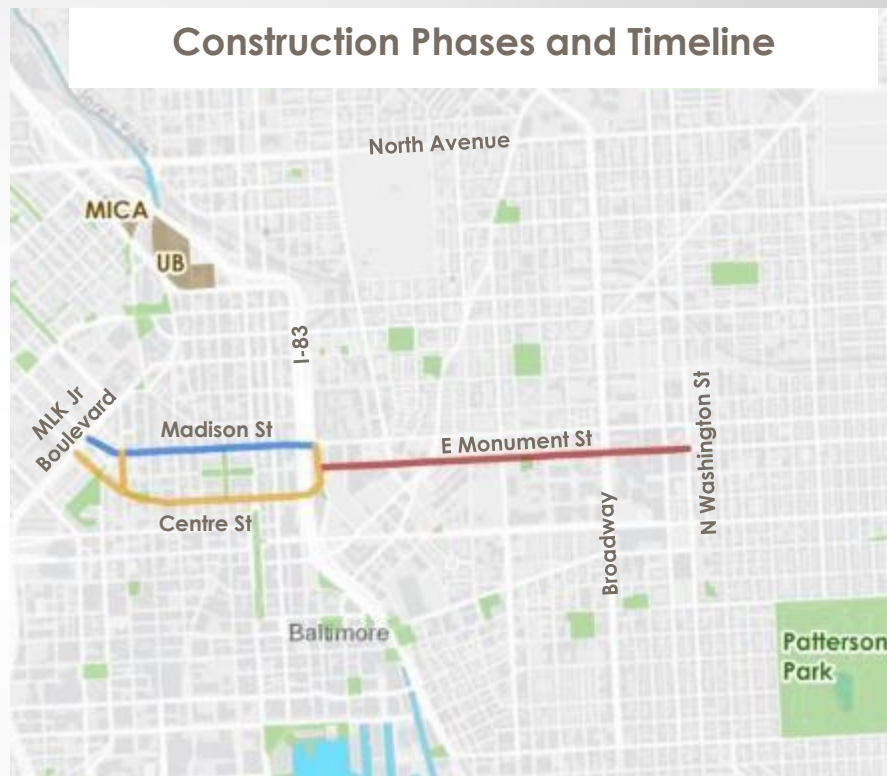 Construction Phases and Timeline
North Avenue
MICA
UB
I-83
MLK Jr
Boulevard
Madison St
E Monument St
N Washington St
Centre St
Broadway
Baltimore
Patterson
Park